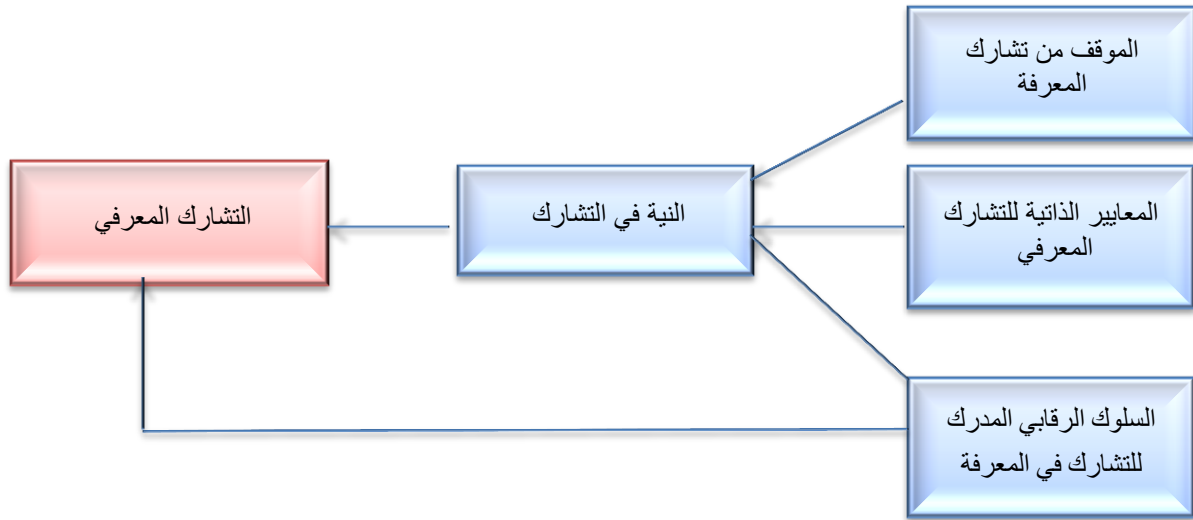 الموقف من تشارك
المعرفة
المعايير الذاتية للتشارك
المعرفي
النية في التشارك
التشارك المعرفي
السلوك الرقابي المدرك
للتشارك في المعرفة